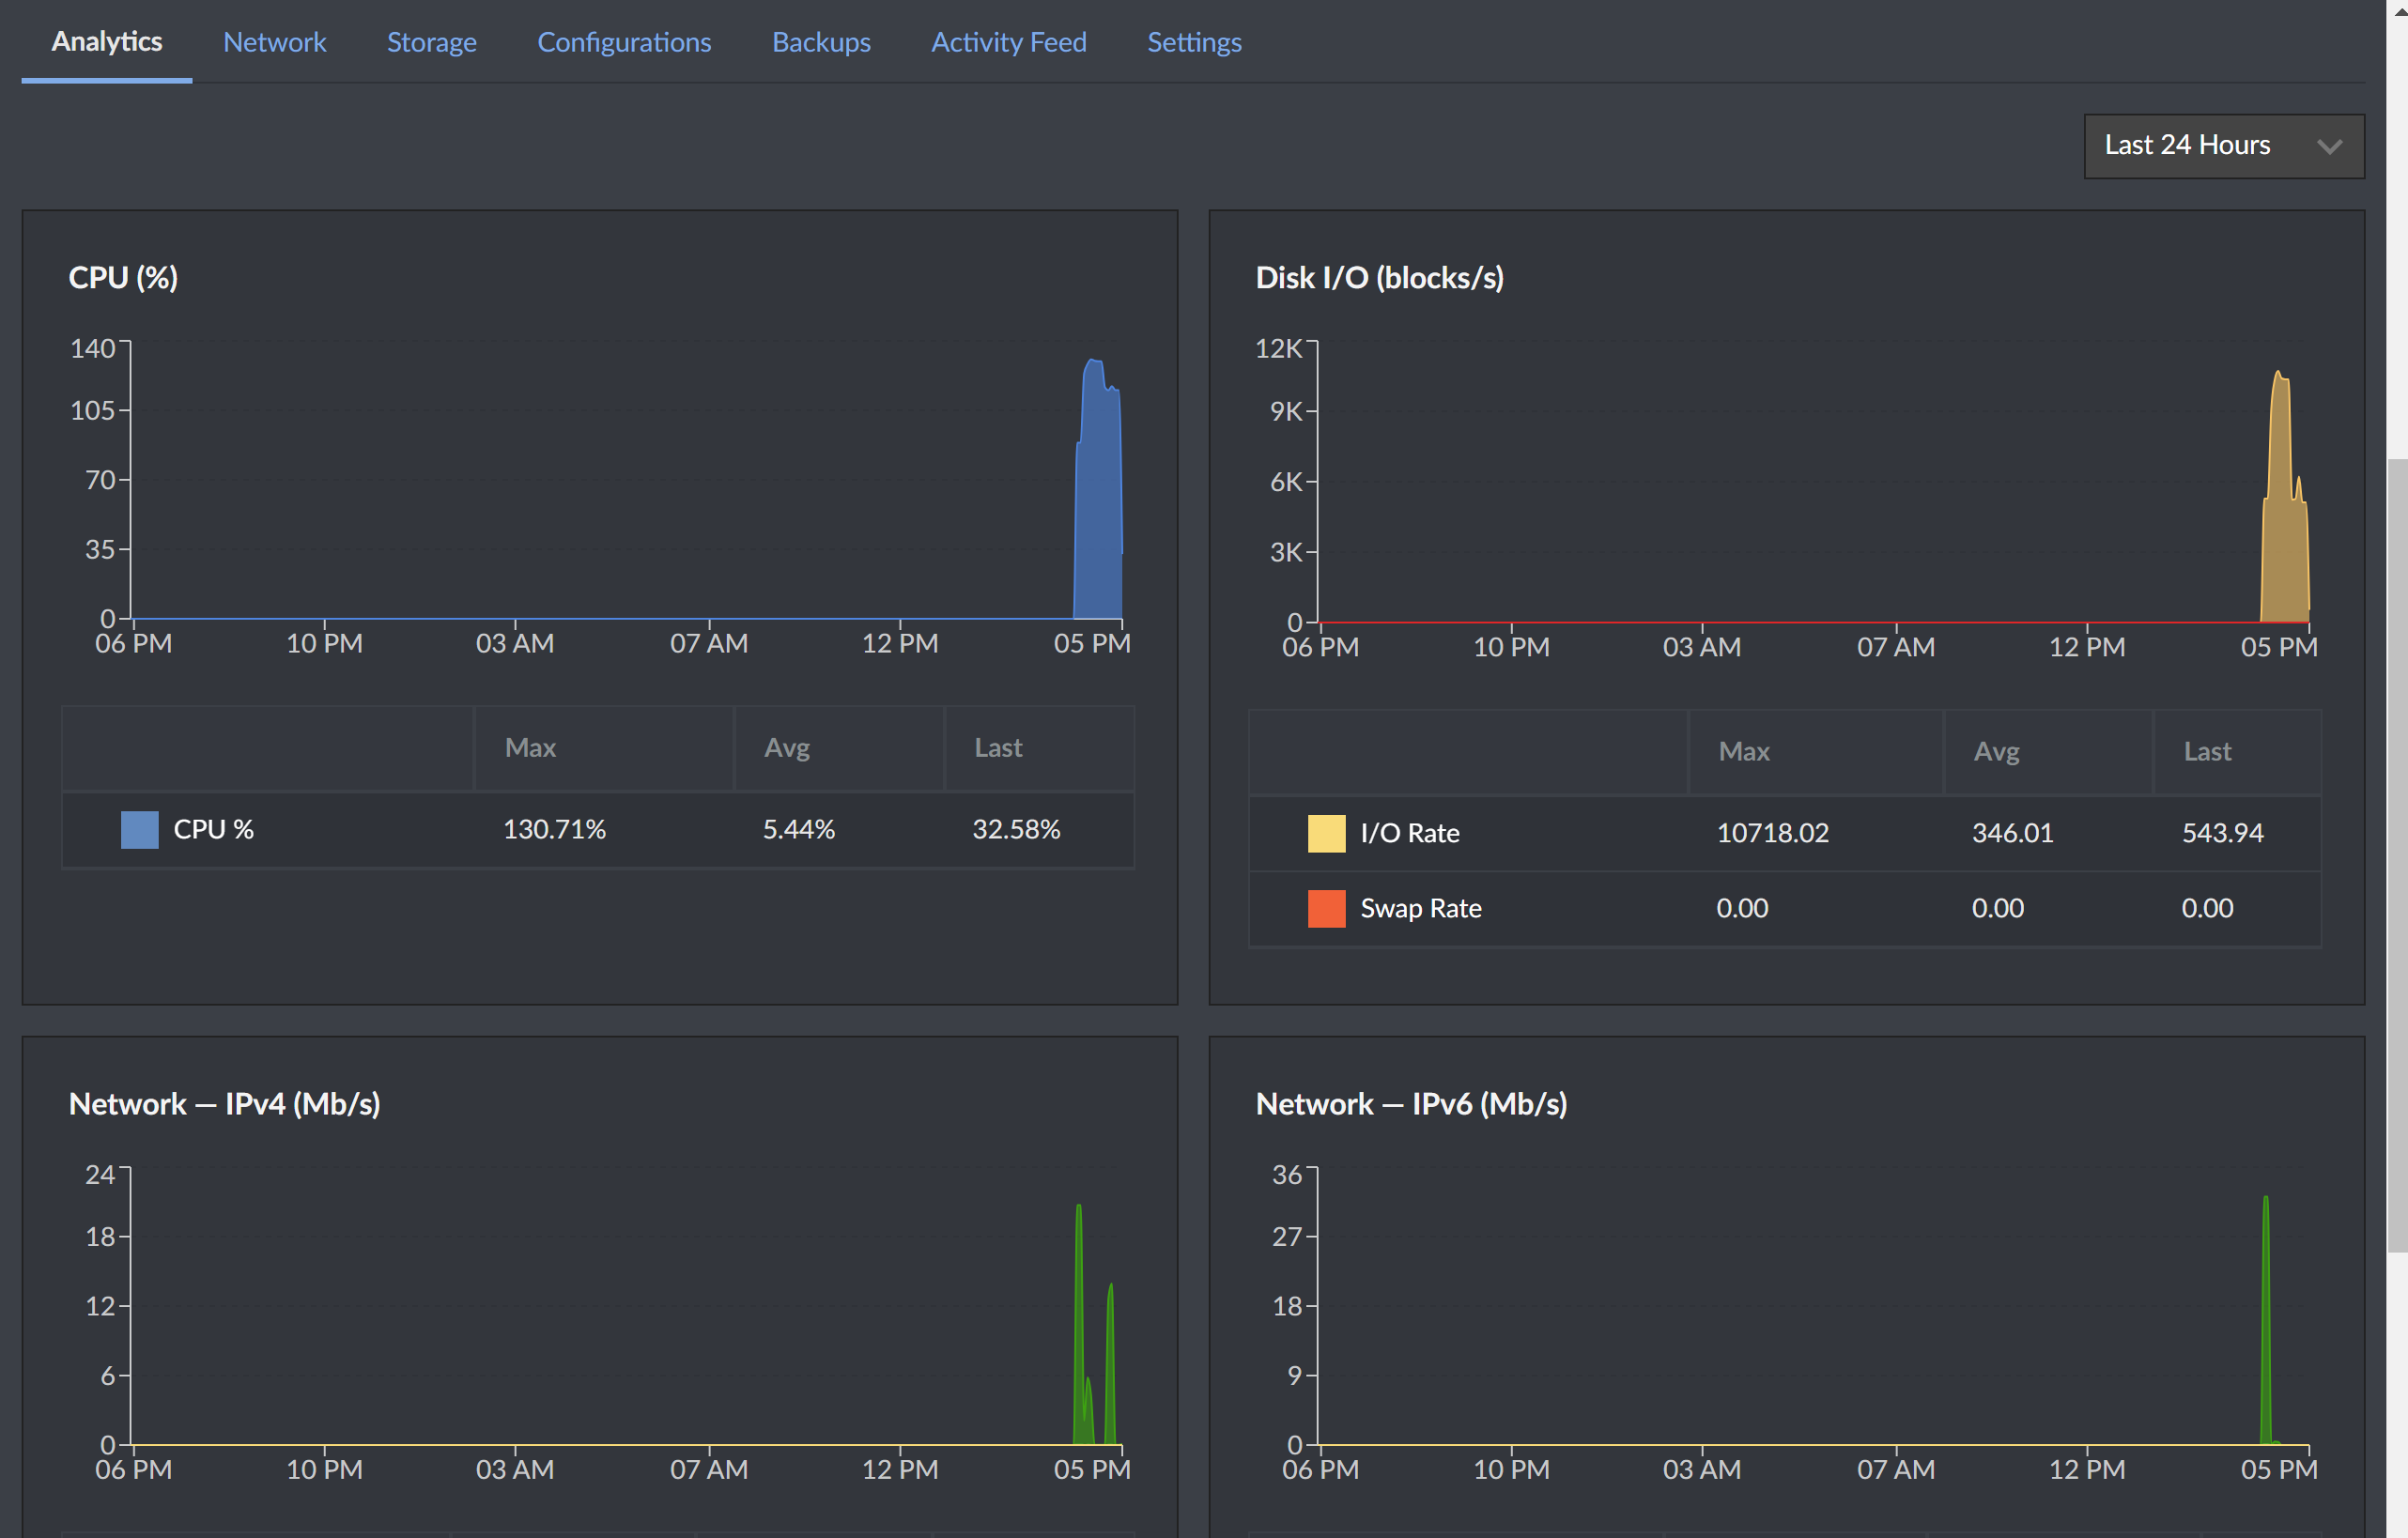 Analytics Network Storage Configurations Backups Activity Feed Settings
Last 24 Hours
CPU (%)
140
105
70
35
0
06 PM 10 PM 03 AM 07 AM 12 PM 05 PM
Max Avg Last
CPU % 130.71% 5.44% 32.58%
Disk I/O (blocks/s)
12K
9K
6K
3K
0
06 PM 10 PM 03 AM 07 AM 12 PM 05 PM
Max Avg Last
I/O Rate 10718.02 346.01 543.94
Swap Rate 0.00 0.00 0.00
Network — IPv4 (Mb/s)
24
18
12
6
0
06 PM 10 PM 03 AM 07 AM 12 PM 05 PM
Network — IPv6 (Mb/s)
36
27
18
9
0
06 PM 10 PM 03 AM 07 AM 12 PM 05 PM